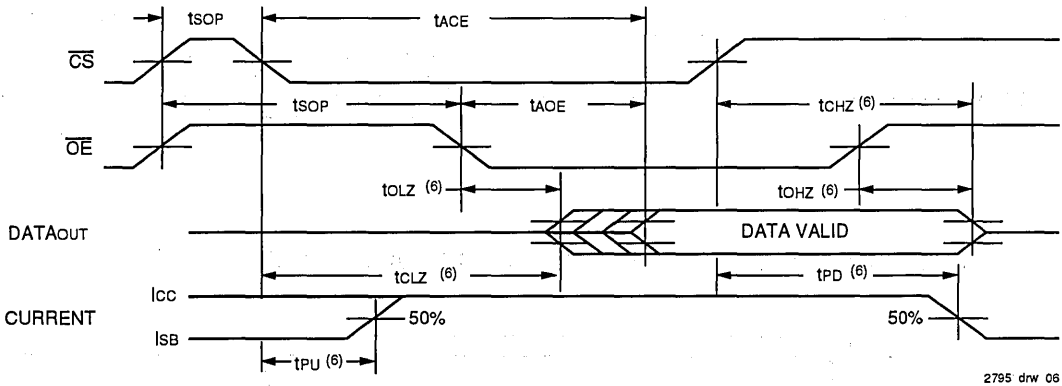 tSOP
tACE
CS
tSOP
tAOE
tCHZ (6)
OE
tOLZ (6)
tOHZ (6)
DATAOUT
DATA VALID
tCLZ (6)
tPD (6)
ICC
CURRENT
50%
50%
ISB
tPU (6)
2795 drw 06